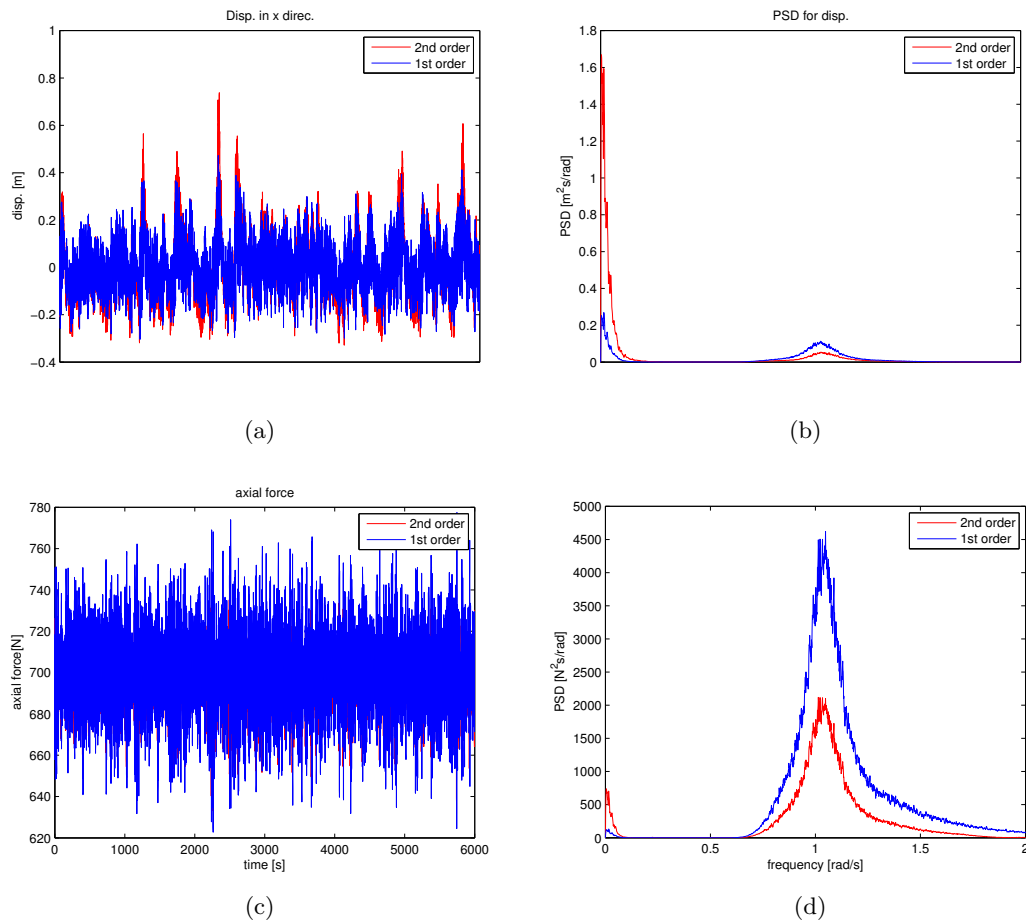 Disp. in x direc.
1
0.8
0.6
0.4
0.2
0
−0.2
−0.4
disp. [m]
2nd order
1st order
(a)
PSD for disp.
1.8
1.6
1.4
1.2
1
0.8
0.6
0.4
0.2
0
PSD [m²s/rad]
2nd order
1st order
(b)
axial force
780
760
740
720
700
680
660
640
620
axial force[N]
2nd order
1st order
0 1000 2000 3000 4000 5000 6000
time [s]
(c)
5000
4500
4000
3500
3000
2500
2000
1500
1000
500
0
PSD [N²s/rad]
2nd order
1st order
0 0.5 1 1.5 2
frequency [rad/s]
(d)